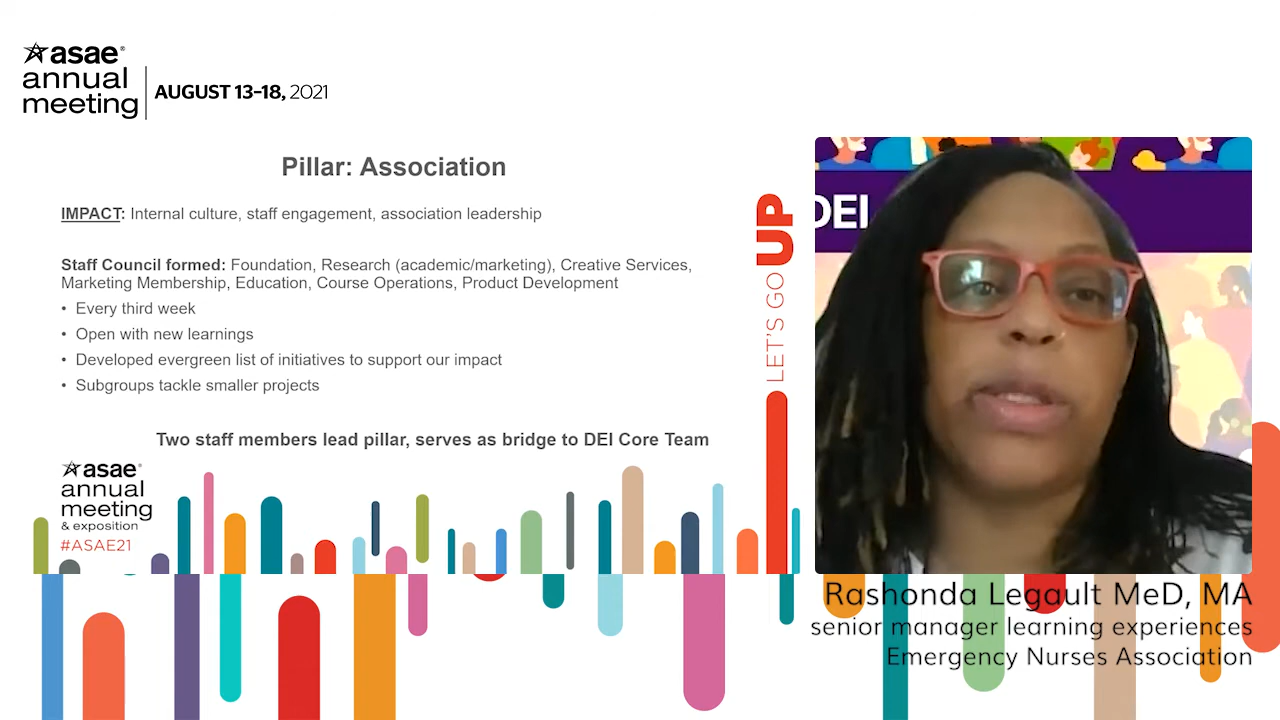 asae®
annual
meeting
AUGUST 13-18, 2021
Pillar: Association
IMPACT: Internal culture, staff engagement, association leadership
Staff Council formed: Foundation, Research (academic/marketing), Creative Services,
Marketing Membership, Education, Course Operations, Product Development
• Every third week
• Open with new learnings
• Developed evergreen list of initiatives to support our impact
• Subgroups tackle smaller projects
Two staff members lead pillar, serves as bridge to DEI Core Team
asae®
annual
meeting
& exposition
#ASAE21
LET'S GO UP
DEI
Rashonda Legault MeD, MA
senior manager learning experiences
Emergency Nurses Association